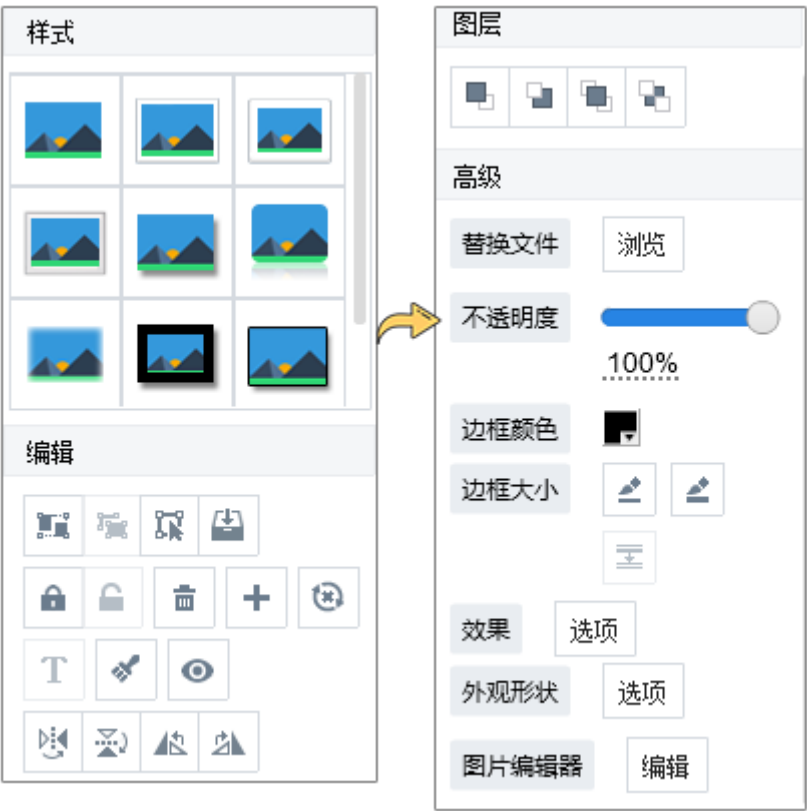 样式
编辑
T
图层
高级
替换文件 浏览
不透明度
100%
边框颜色
边框大小
效果 选项
外观形状 选项
图片编辑器 编辑